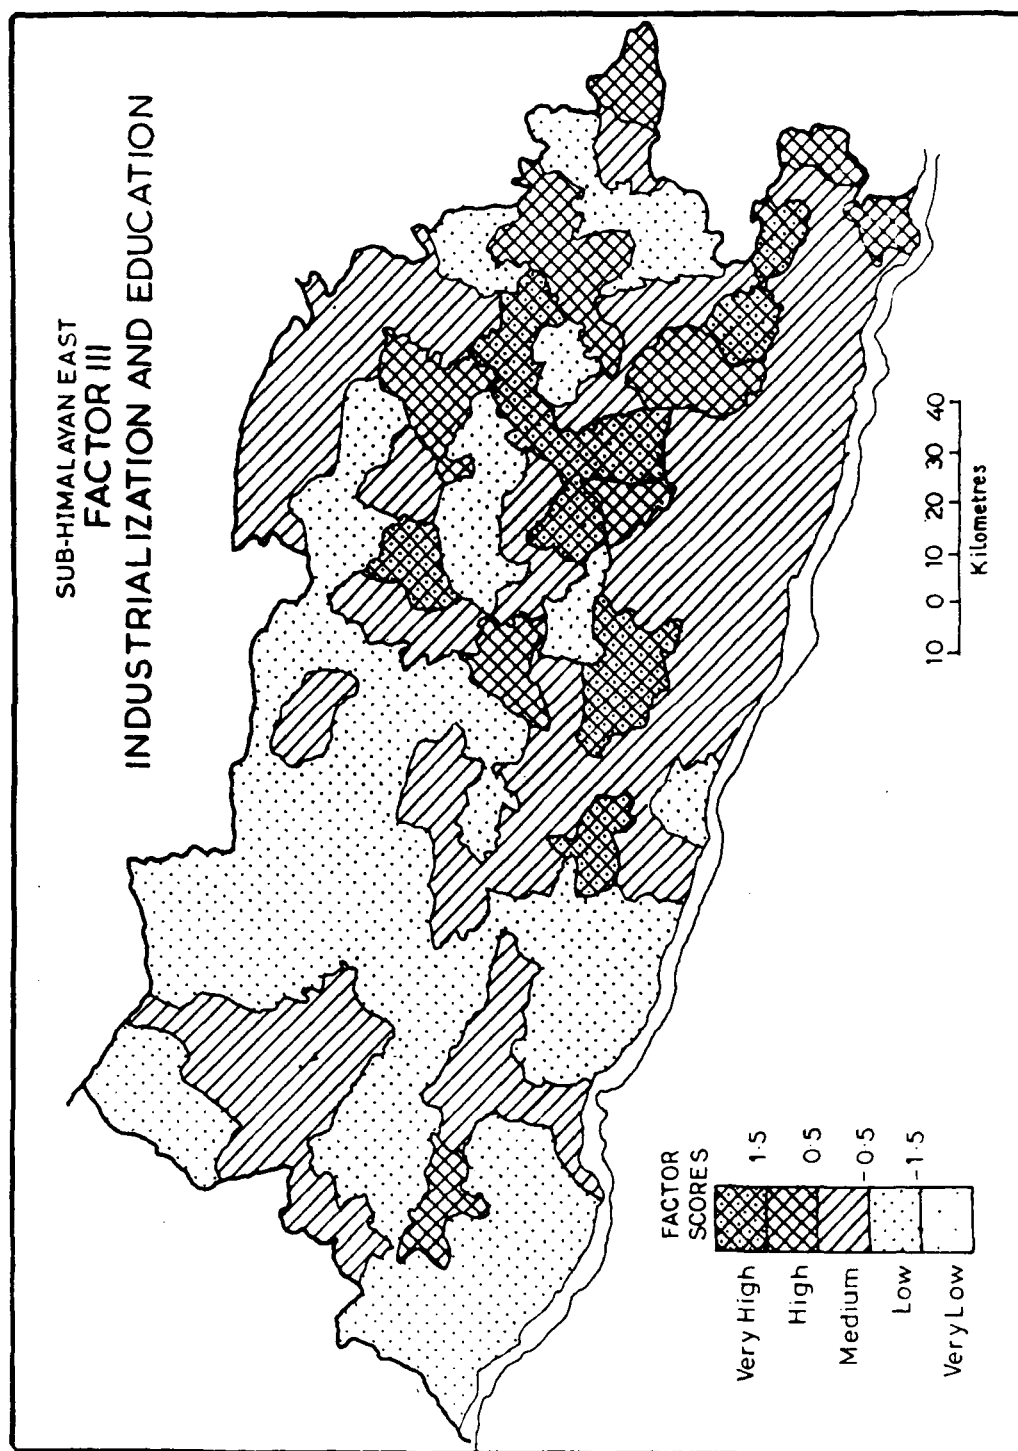 SUB-HIMALAYAN EAST
FACTOR III
INDUSTRIALIZATION AND EDUCATION
FACTOR
SCORES
Very High
1·5
High
0·5
Medium
-0·5
Low
-1·5
Very Low
10 0 10 20 30 40
Kilometres